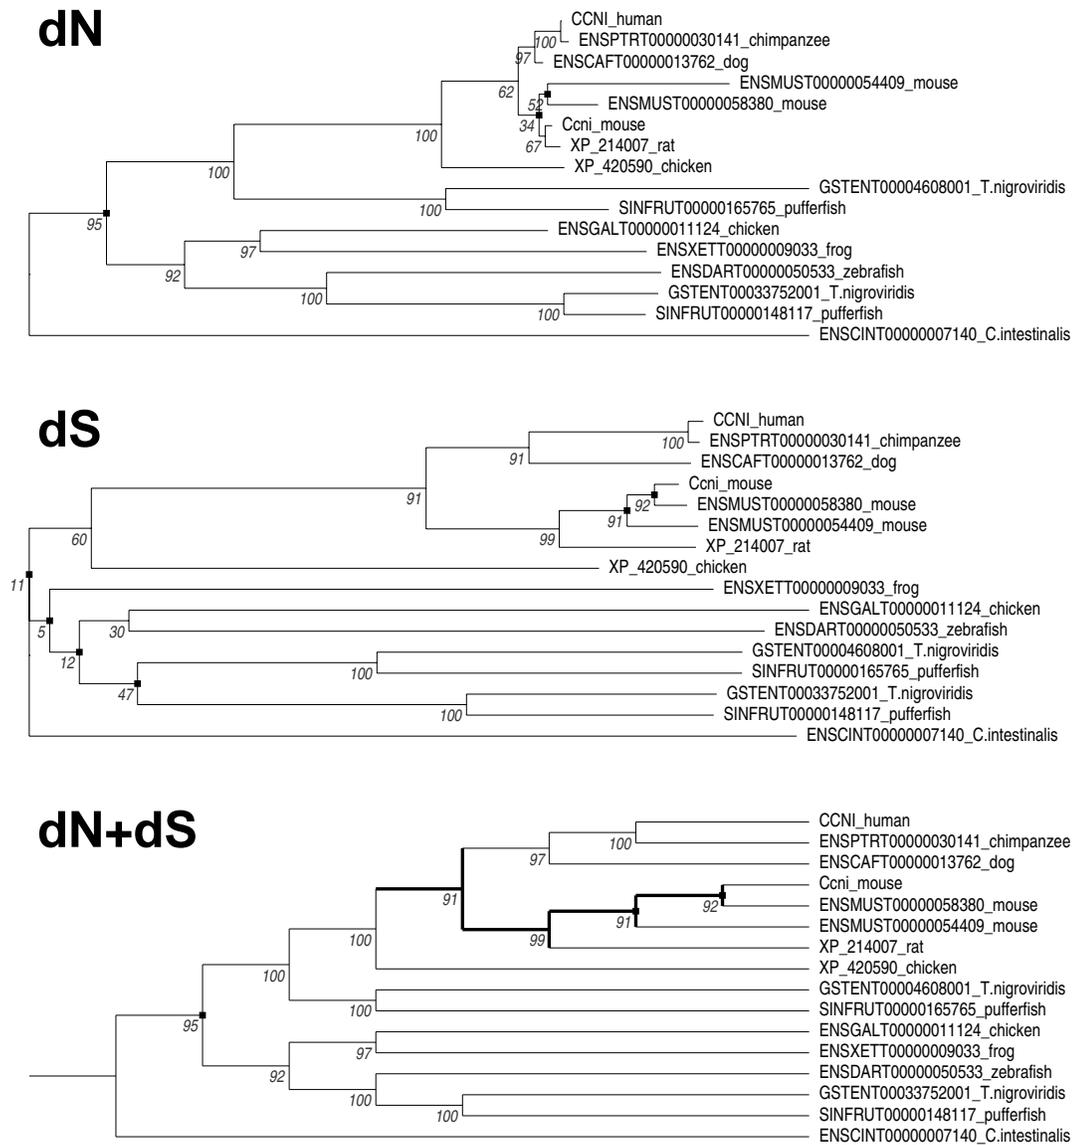 dN
CCNI_human
100
ENSPTRT00000030141_chimpanzee
97
ENSCAFT00000013762_dog
ENSMUST00000054409_mouse
62
52
ENSMUST00000058380_mouse
34
Ccni_mouse
100
67
XP_214007_rat
XP_420590_chicken
100
GSTENT00004608001_T.nigroviridis
100
SINFRUT00000165765_pufferfish
95
ENSGALT00000011124_chicken
97
ENSXETT00000009033_frog
92
ENSDART00000050533_zebrafish
100
GSTENT00033752001_T.nigroviridis
100
SINFRUT00000148117_pufferfish
ENSCINT00000007140_C.intestinalis
dS
CCNI_human
100
ENSPTRT00000030141_chimpanzee
91
ENSCAFT00000013762_dog
Ccni_mouse
91
92
ENSMUST00000058380_mouse
91
ENSMUST00000054409_mouse
60
99
XP_214007_rat
XP_420590_chicken
11
ENSXETT00000009033_frog
ENSGALT00000011124_chicken
5
30
ENSDART00000050533_zebrafish
12
GSTENT00004608001_T.nigroviridis
100
SINFRUT00000165765_pufferfish
47
GSTENT00033752001_T.nigroviridis
100
SINFRUT00000148117_pufferfish
ENSCINT00000007140_C.intestinalis
dN+dS
CCNI_human
100
ENSPTRT00000030141_chimpanzee
97
ENSCAFT00000013762_dog
Ccni_mouse
91
92
ENSMUST00000058380_mouse
91
ENSMUST00000054409_mouse
100
99
XP_214007_rat
XP_420590_chicken
100
GSTENT00004608001_T.nigroviridis
100
SINFRUT00000165765_pufferfish
95
ENSGALT00000011124_chicken
97
ENSXETT00000009033_frog
92
ENSDART00000050533_zebrafish
100
GSTENT00033752001_T.nigroviridis
100
SINFRUT00000148117_pufferfish
ENSCINT00000007140_C.intestinalis